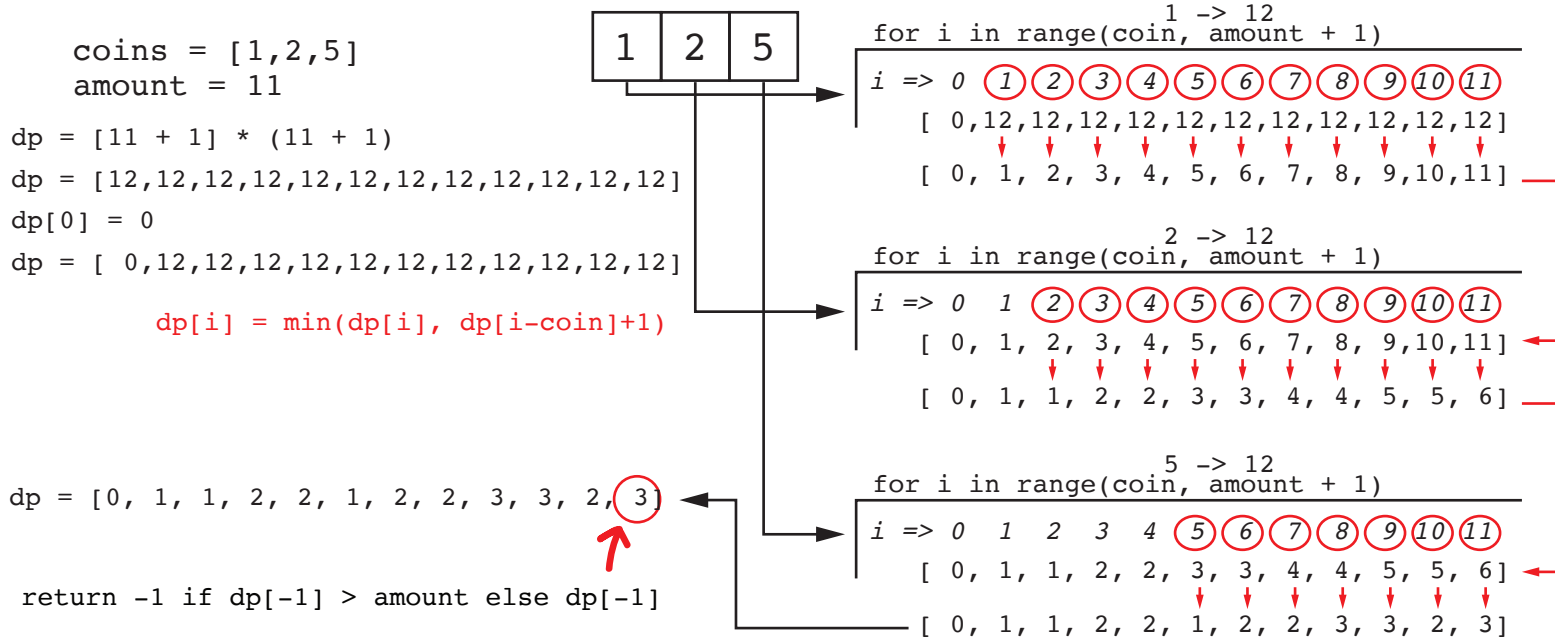 coins = [1,2,5]
amount = 11
dp = [11 + 1] * (11 + 1)
dp = [12,12,12,12,12,12,12,12,12,12,12,12]
dp[0] = 0
dp = [ 0,12,12,12,12,12,12,12,12,12,12,12]
dp[i] = min(dp[i], dp[i-coin]+1)
dp = [0, 1, 1, 2, 2, 1, 2, 2, 3, 3, 2, 3]
return -1 if dp[-1] > amount else dp[-1]
1 2 5
1 -> 12
for i in range(coin, amount + 1)
i => 0 1 2 3 4 5 6 7 8 9 10 11
[ 0,12,12,12,12,12,12,12,12,12,12,12]
[ 0, 1, 2, 3, 4, 5, 6, 7, 8, 9,10,11]
2 -> 12
for i in range(coin, amount + 1)
i => 0 1 2 3 4 5 6 7 8 9 10 11
[ 0, 1, 2, 3, 4, 5, 6, 7, 8, 9,10,11]
[ 0, 1, 1, 2, 2, 3, 3, 4, 4, 5, 5, 6]
5 -> 12
for i in range(coin, amount + 1)
i => 0 1 2 3 4 5 6 7 8 9 10 11
[ 0, 1, 1, 2, 2, 3, 3, 4, 4, 5, 5, 6]
[ 0, 1, 1, 2, 2, 1, 2, 2, 3, 3, 2, 3]